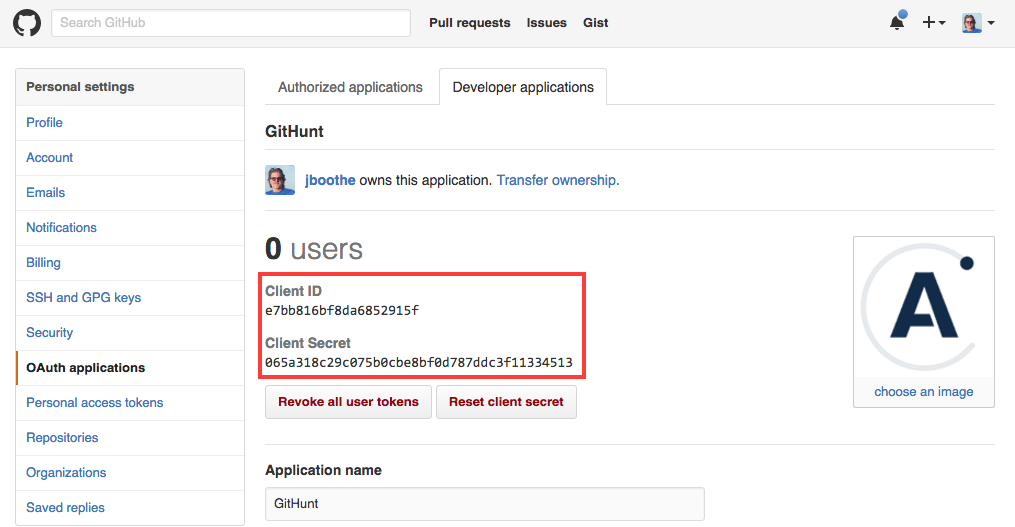 Search GitHub
Pull requests
Issues
Gist
Personal settings
Profile
Account
Emails
Notifications
Billing
SSH and GPG keys
Security
OAuth applications
Personal access tokens
Repositories
Organizations
Saved replies
Authorized applications
Developer applications
GitHunt
jboothe owns this application. Transfer ownership.
0 users
Client ID
e7bb816bf8da6852915f
Client Secret
065a318c29c075b0cbe8bf0d787ddc3f11334513
Revoke all user tokens
Reset client secret
A
choose an image
Application name
GitHunt